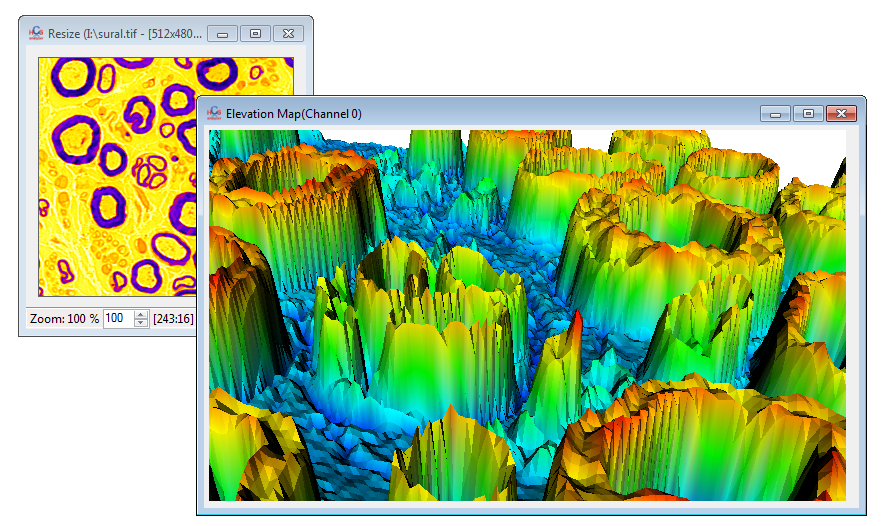 Resize (I:\sural.tif - [512x480...
Elevation Map(Channel 0)
Zoom: 100 % 100 [243:16]